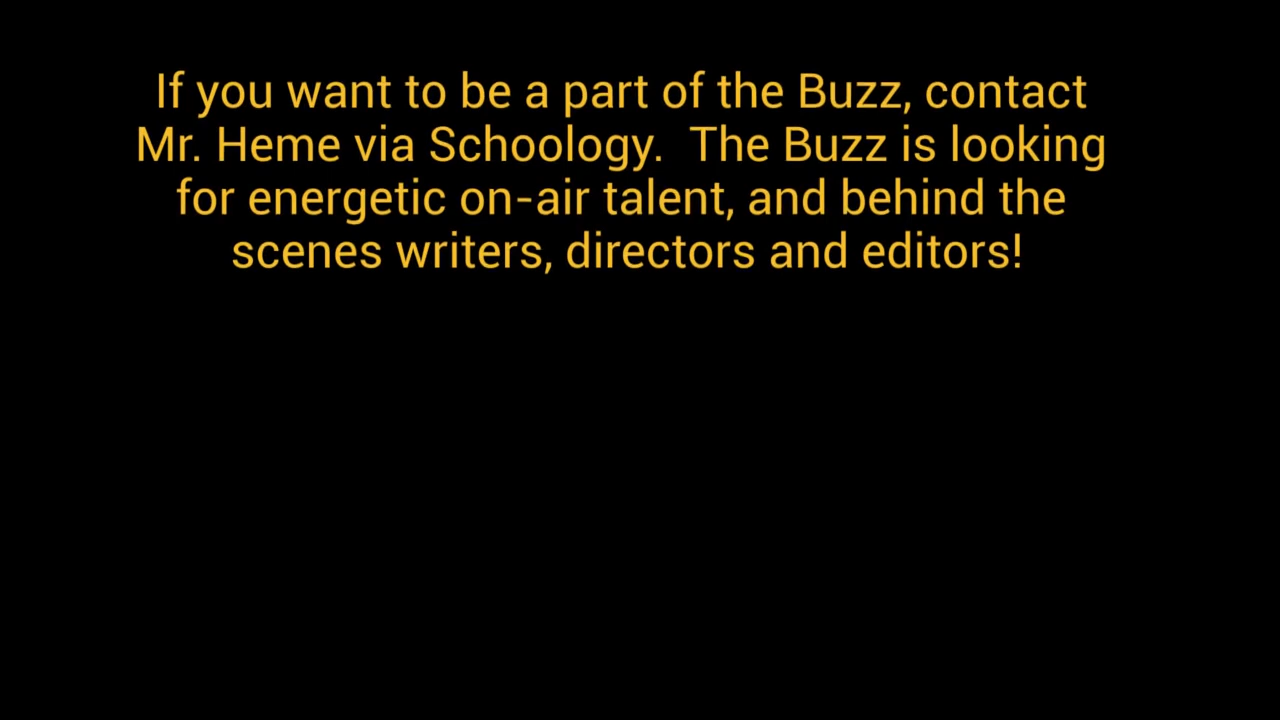 If you want to be a part of the Buzz, contact
Mr. Heme via Schoology.  The Buzz is looking
for energetic on-air talent, and behind the
scenes writers, directors and editors!